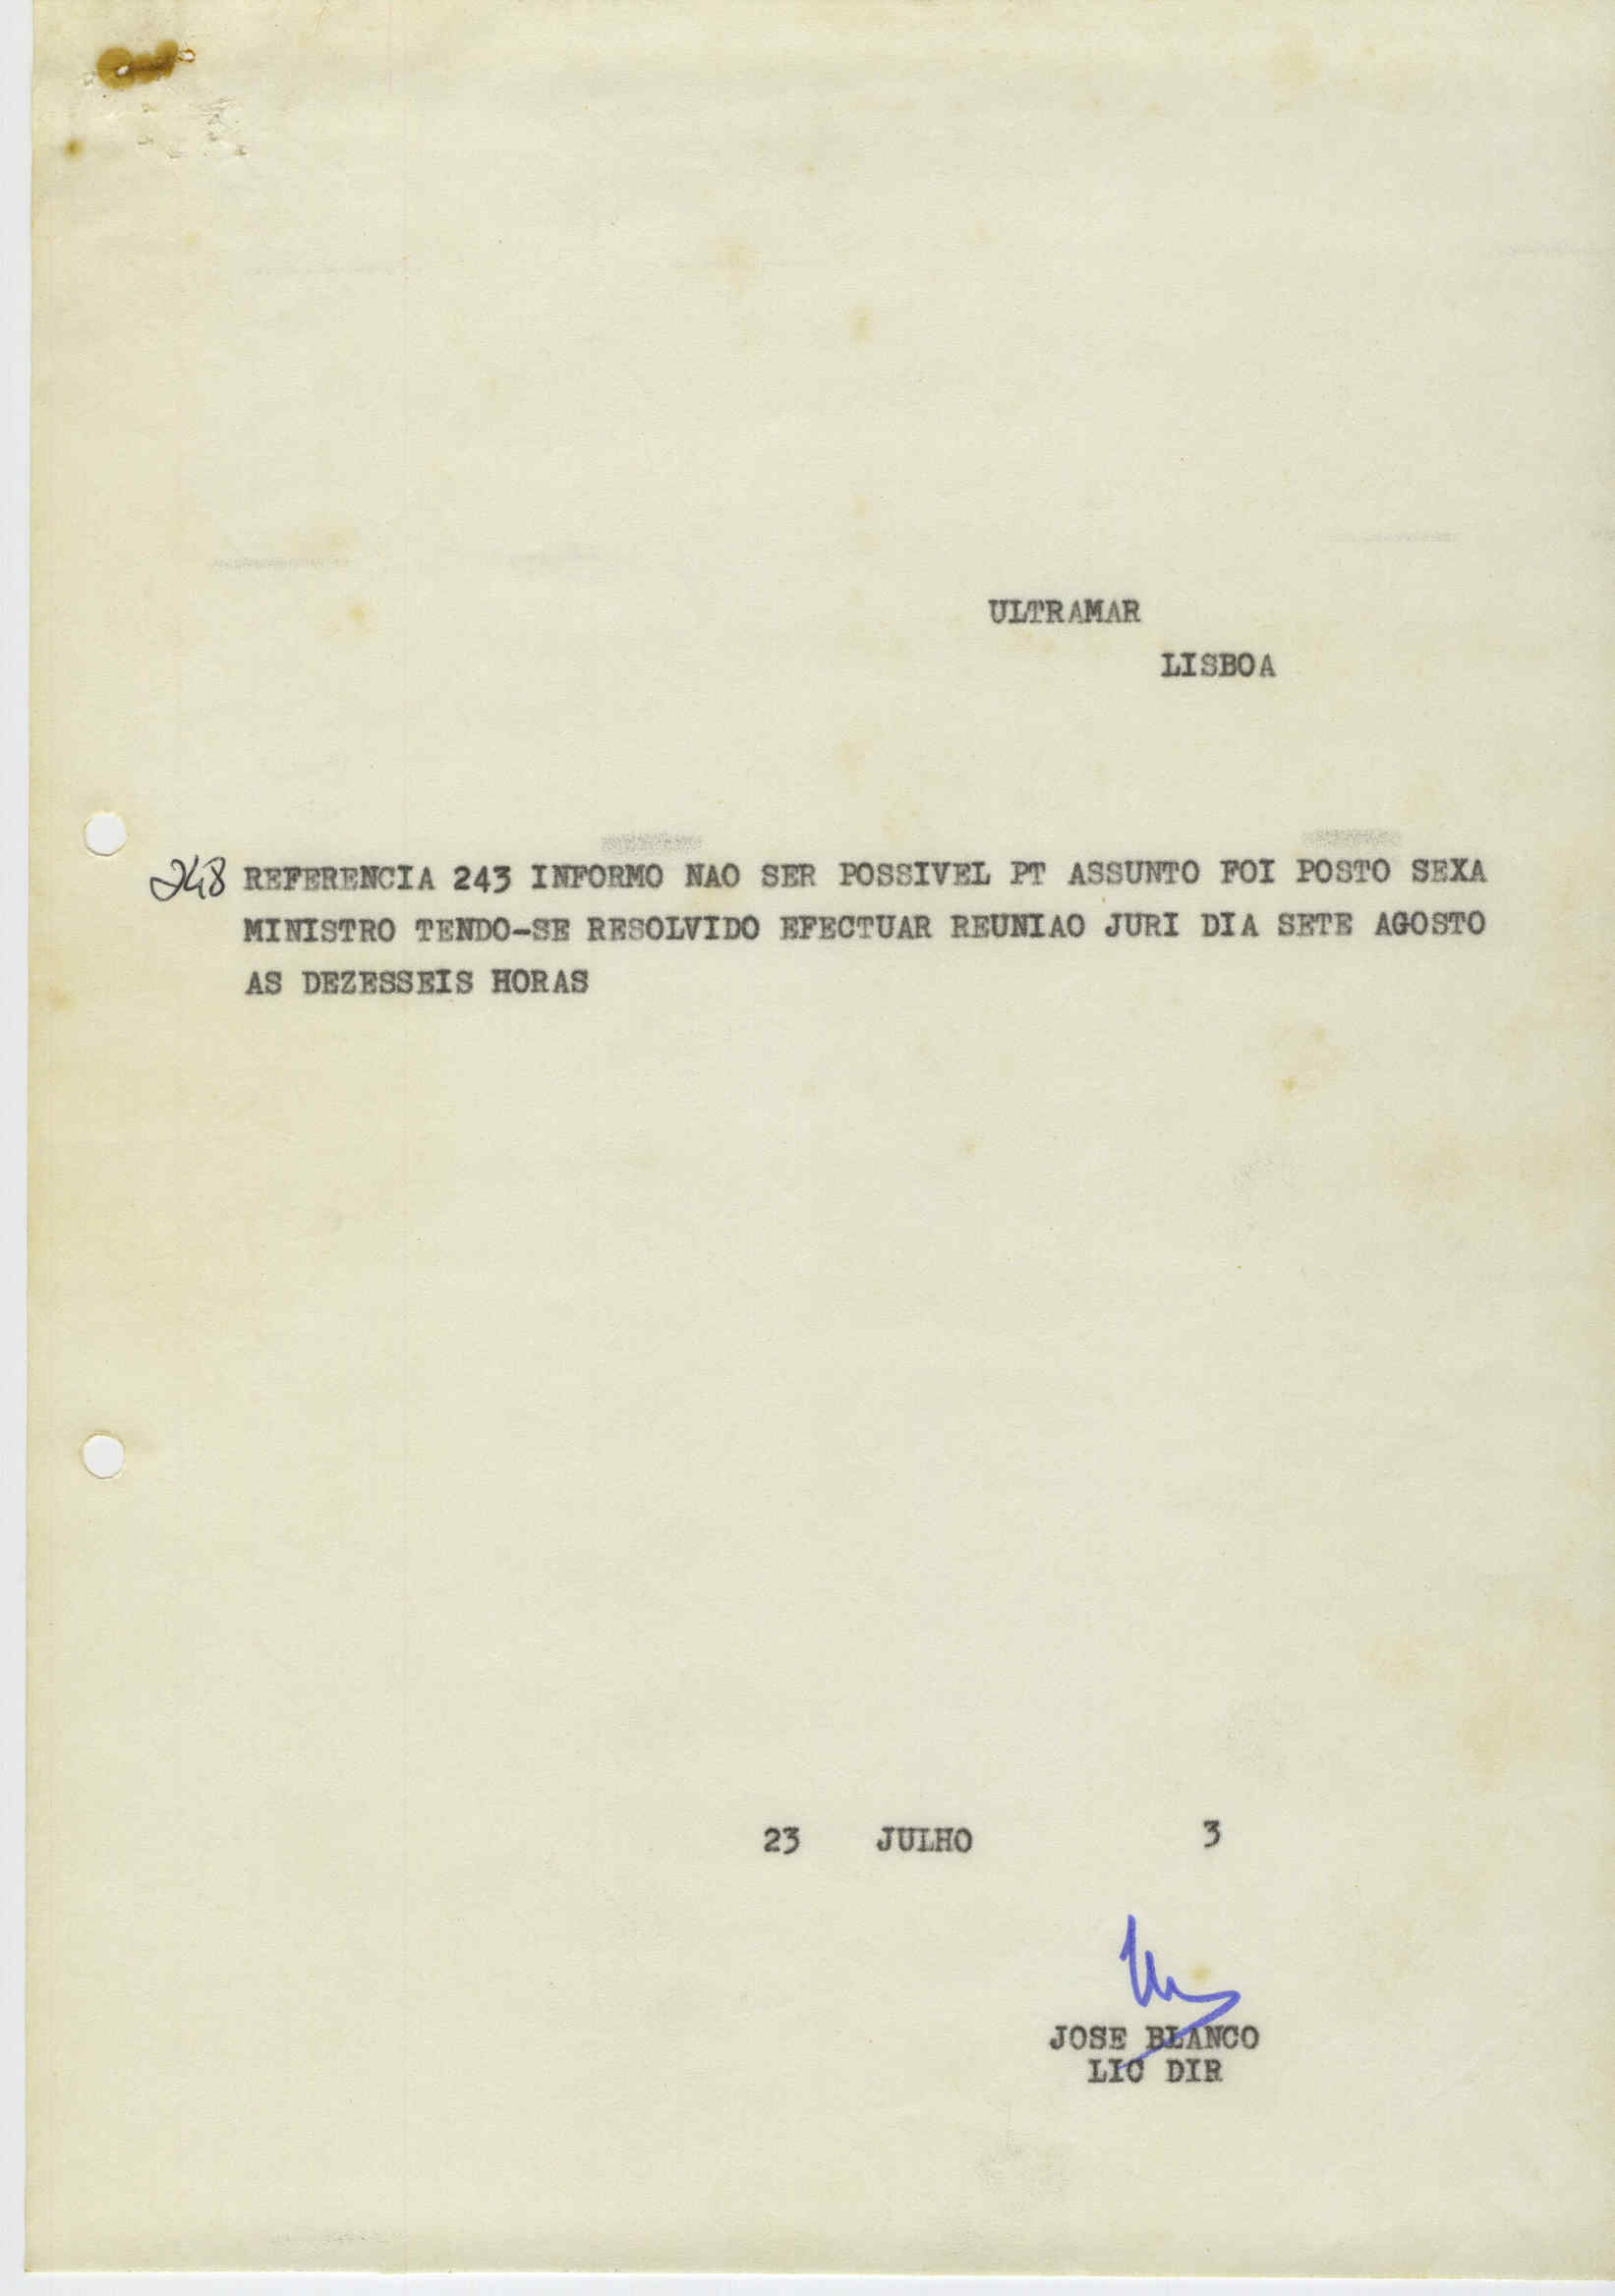 ULTRAMAR
LISBOA
248 REFERENCIA 243 INFORMO NAO SER POSSIVEL PT ASSUNTO FOI POSTO SEXA
MINISTRO TENDO-SE RESOLVIDO EFECTUAR REUNIAO JURI DIA SETE AGOSTO
AS DEZESSEIS HORAS
23 JULHO 3
JOSE BLANCO
LIC DIR